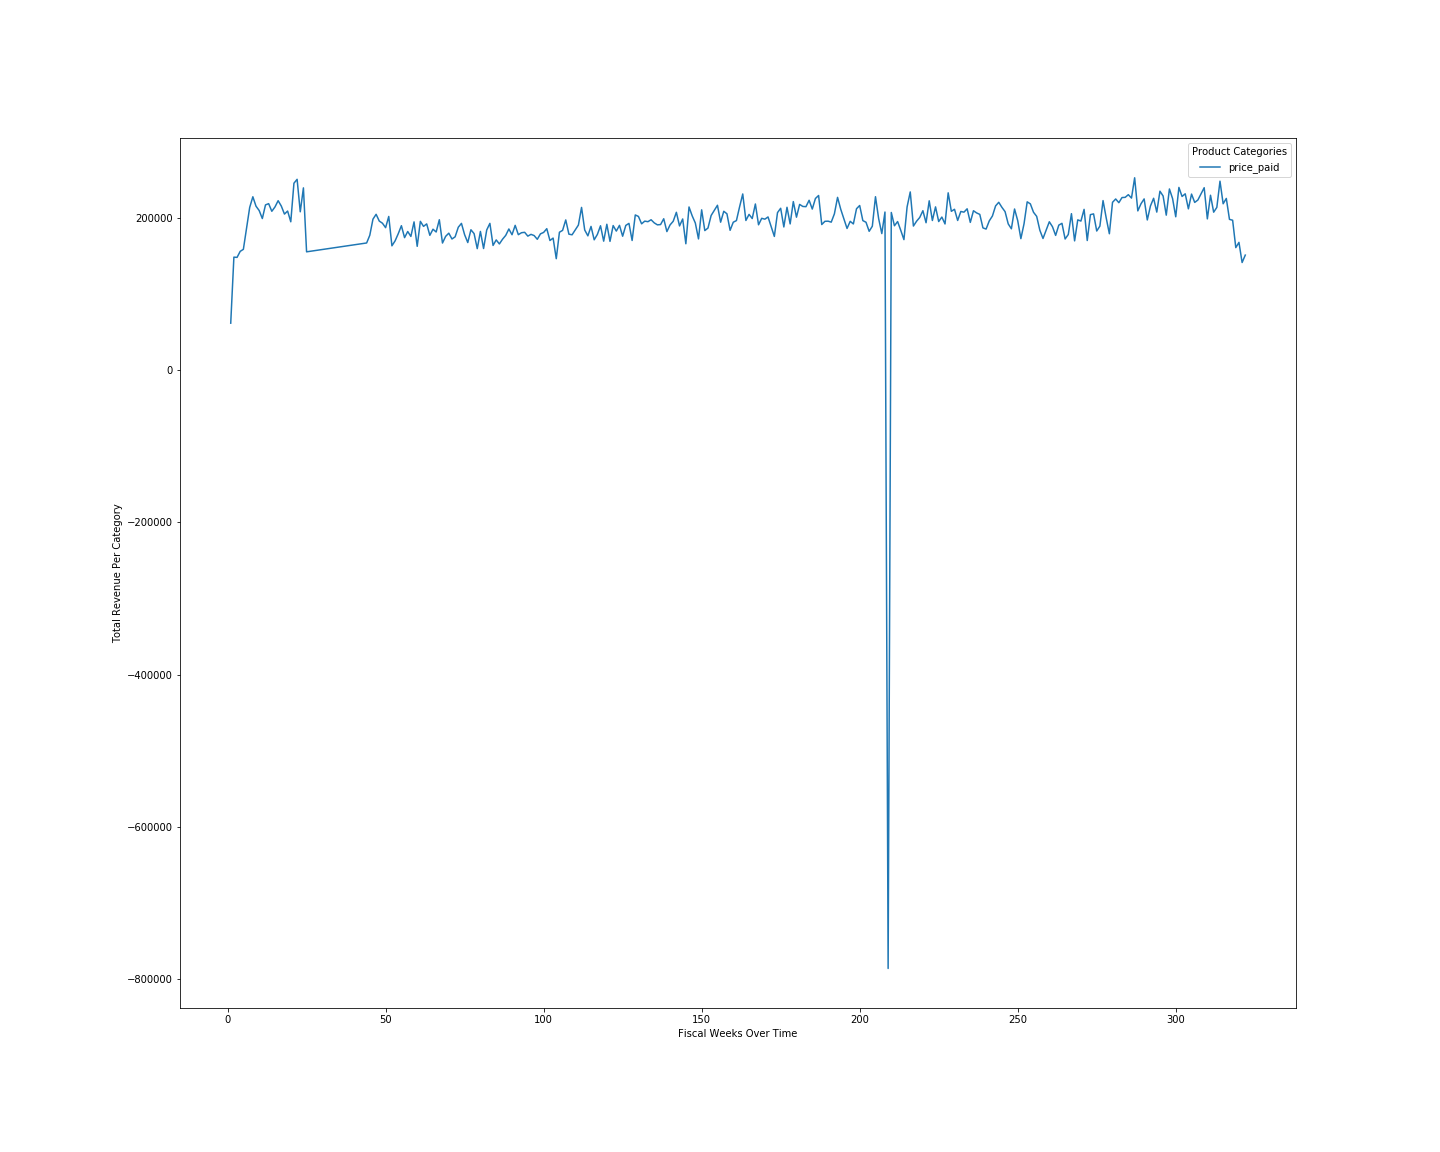 Product Categories
price_paid
200000
0
−200000
−400000
−600000
−800000
Total Revenue Per Category
0 50 100 150 200 250 300
Fiscal Weeks Over Time